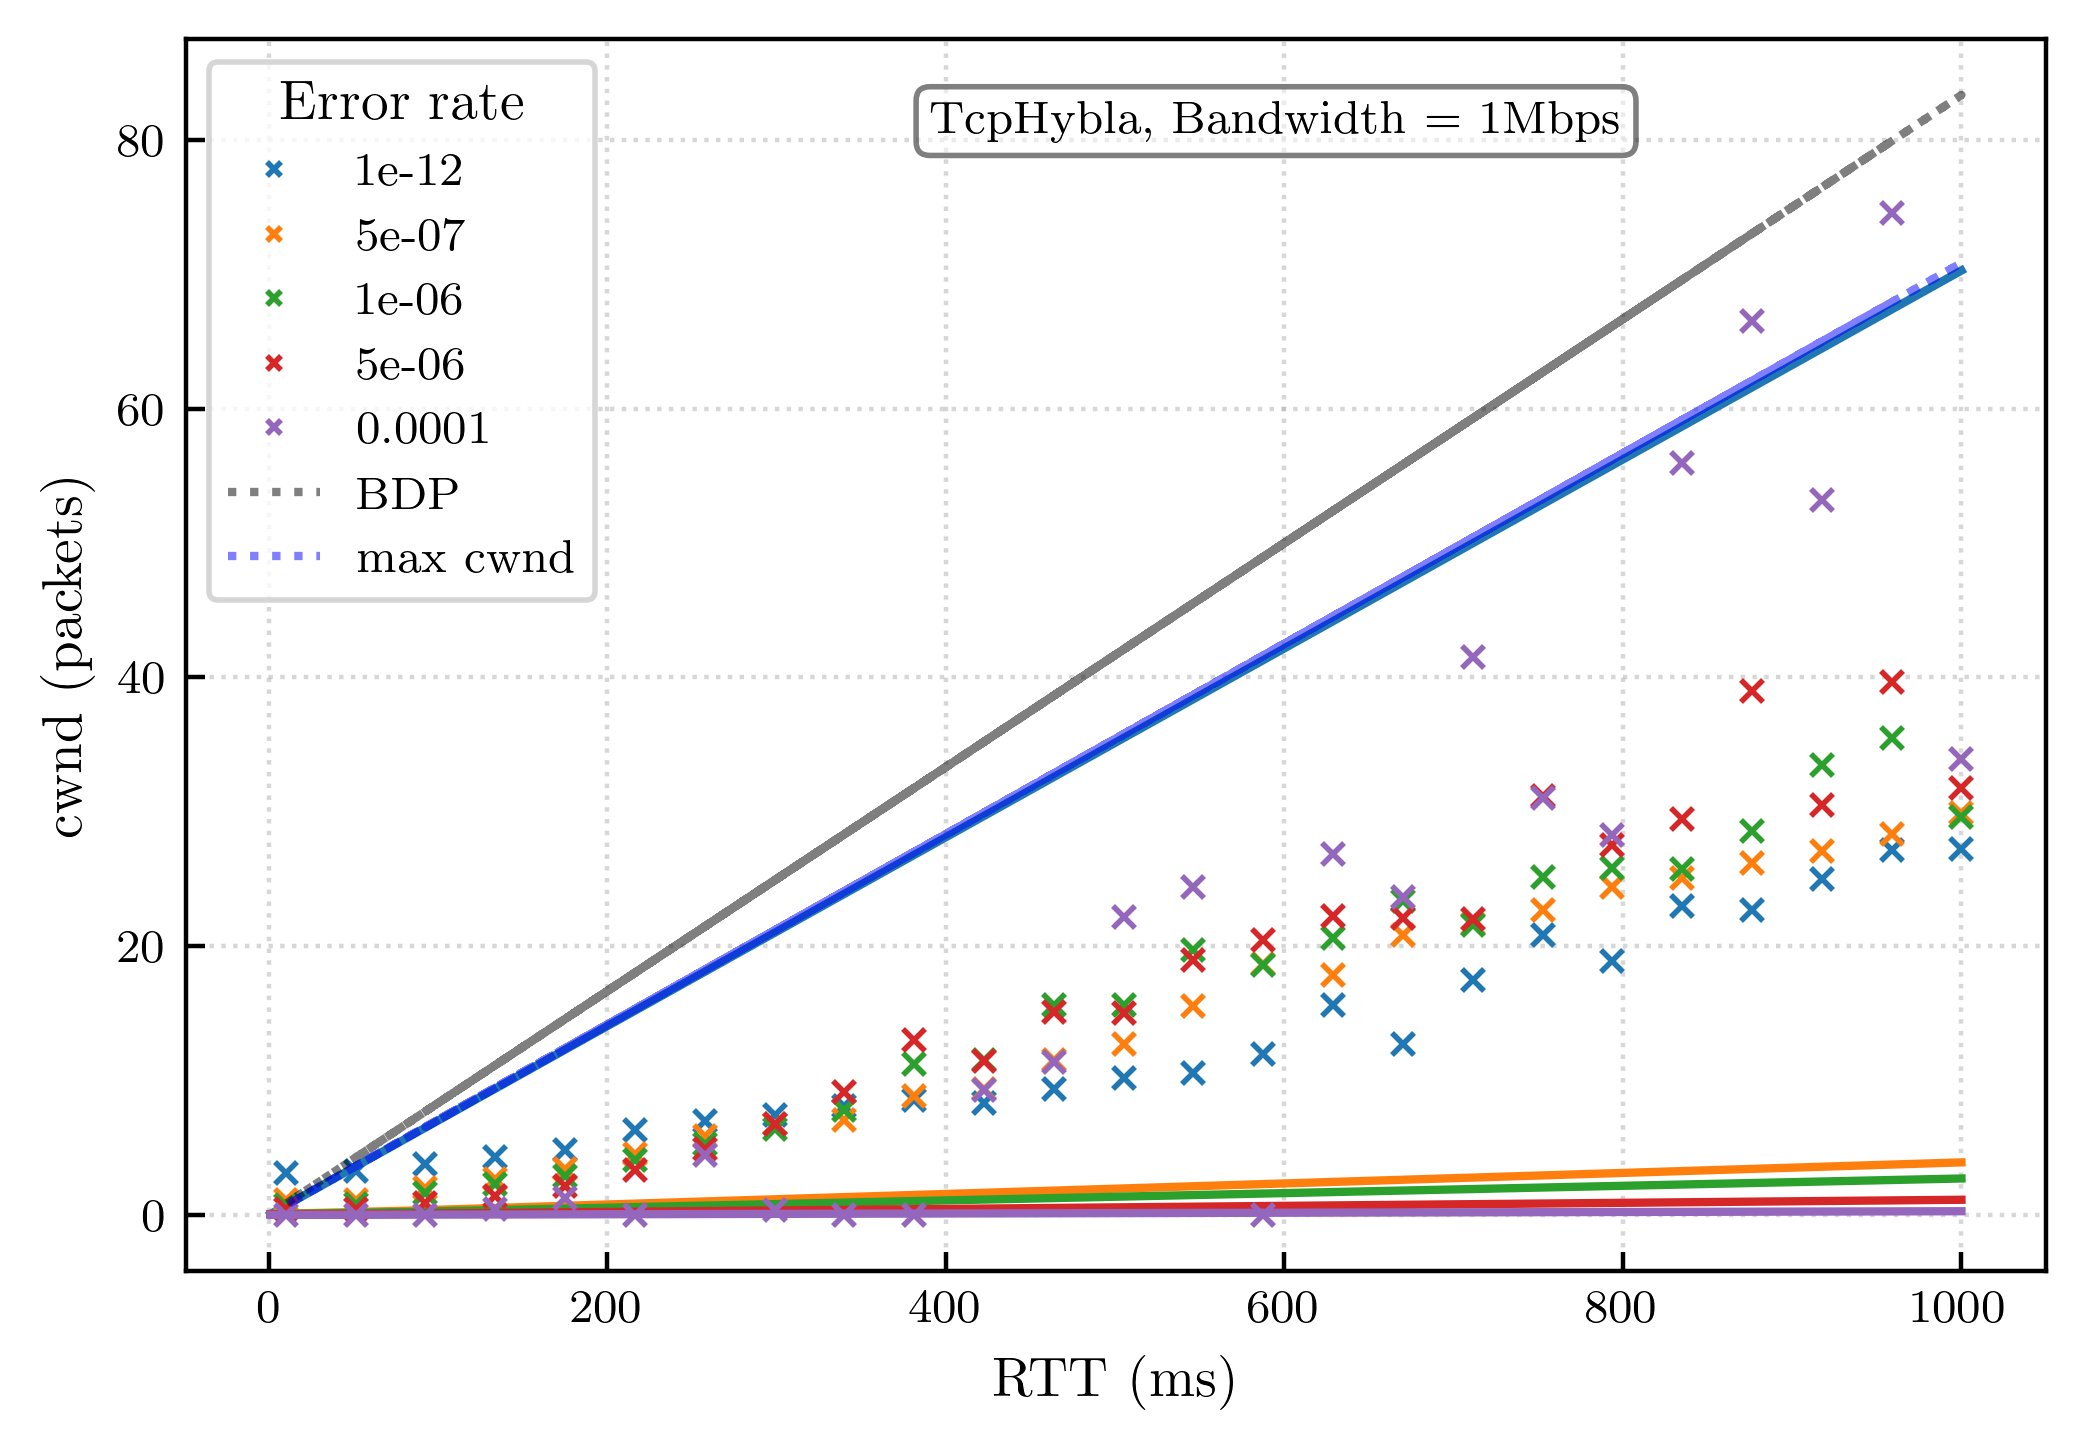 TcpHybla, Bandwidth = 1Mbps
Error rate
1e-12
5e-07
1e-06
5e-06
0.0001
BDP
max cwnd
cwnd (packets)
80
60
40
20
0
0 200 400 600 800 1000
RTT (ms)